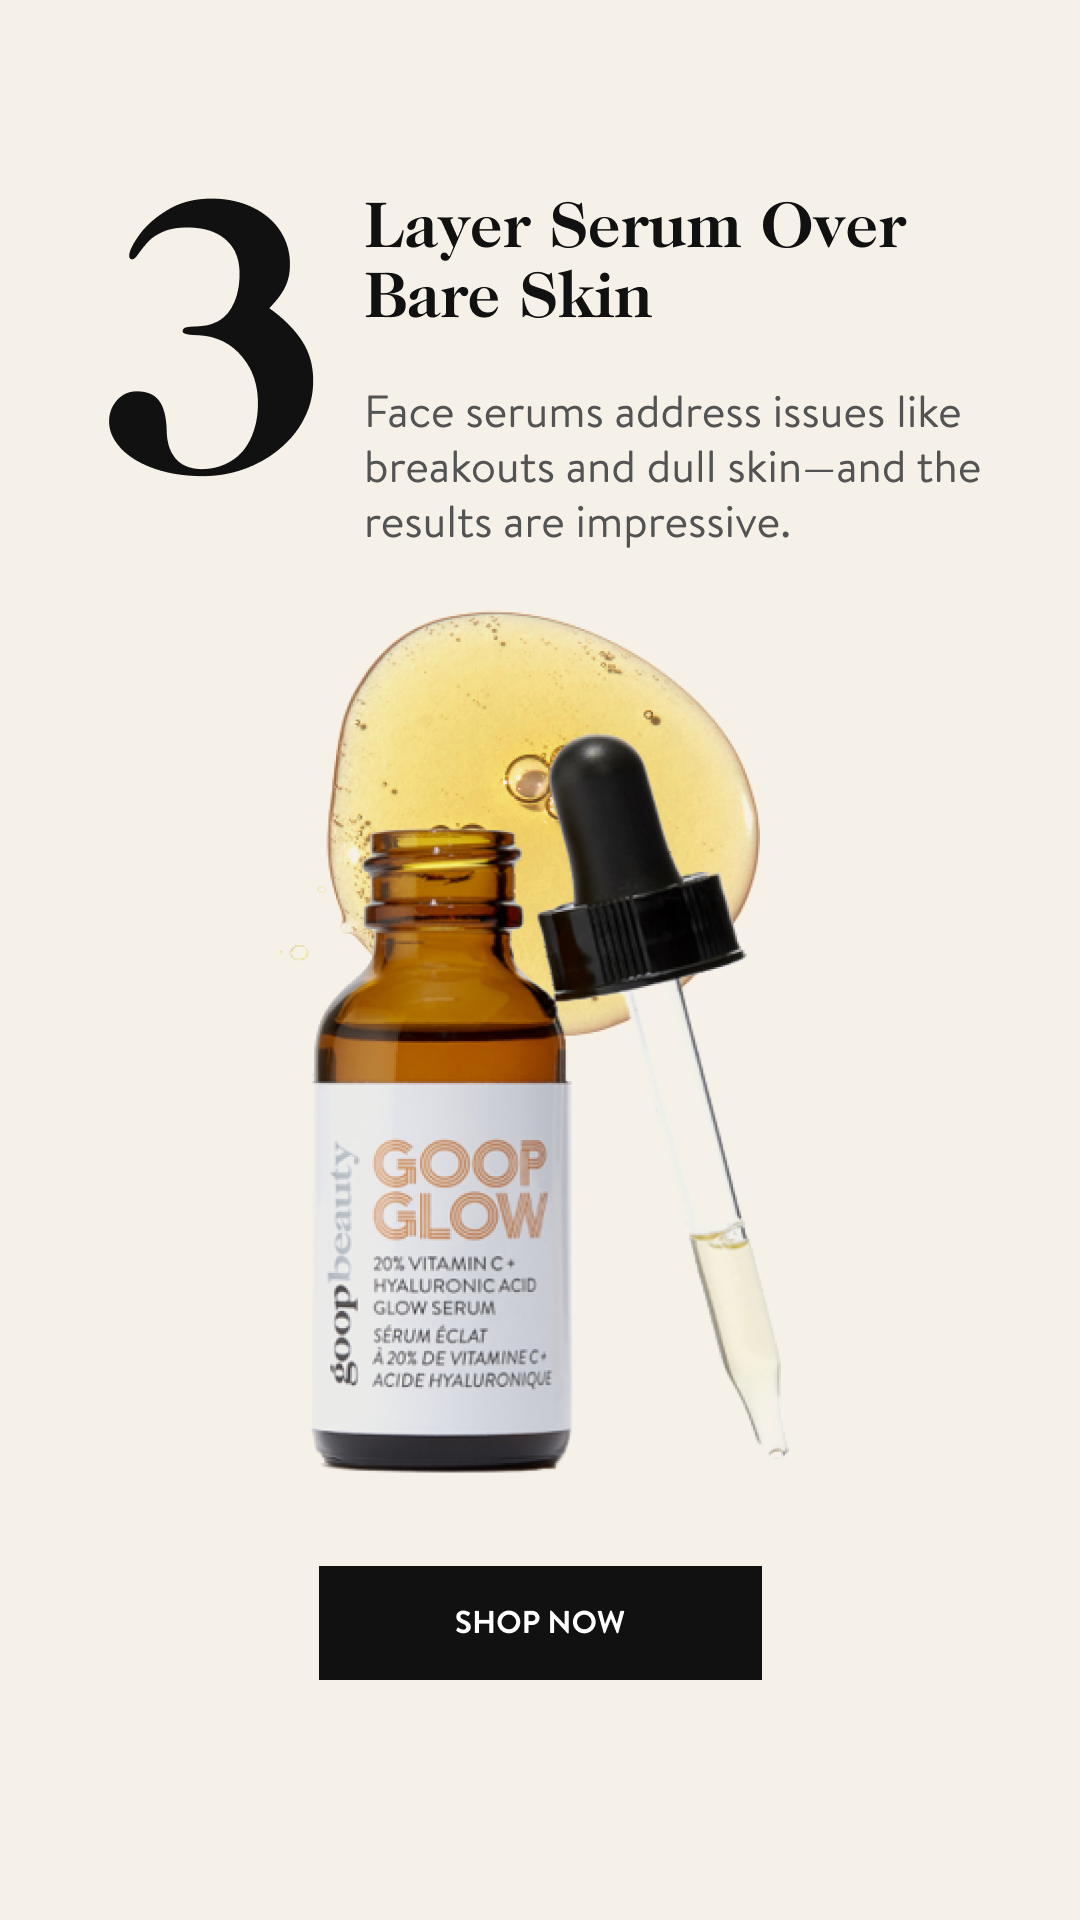 3
Layer Serum Over
Bare Skin
Face serums address issues like
breakouts and dull skin—and the
results are impressive.
goopbeauty
GOOP
GLOW
20% VITAMIN C +
HYALURONIC ACID
GLOW SERUM
SÉRUM ÉCLAT
À 20% DE VITAMINE C+
ACIDE HYALURONIQUE
SHOP NOW